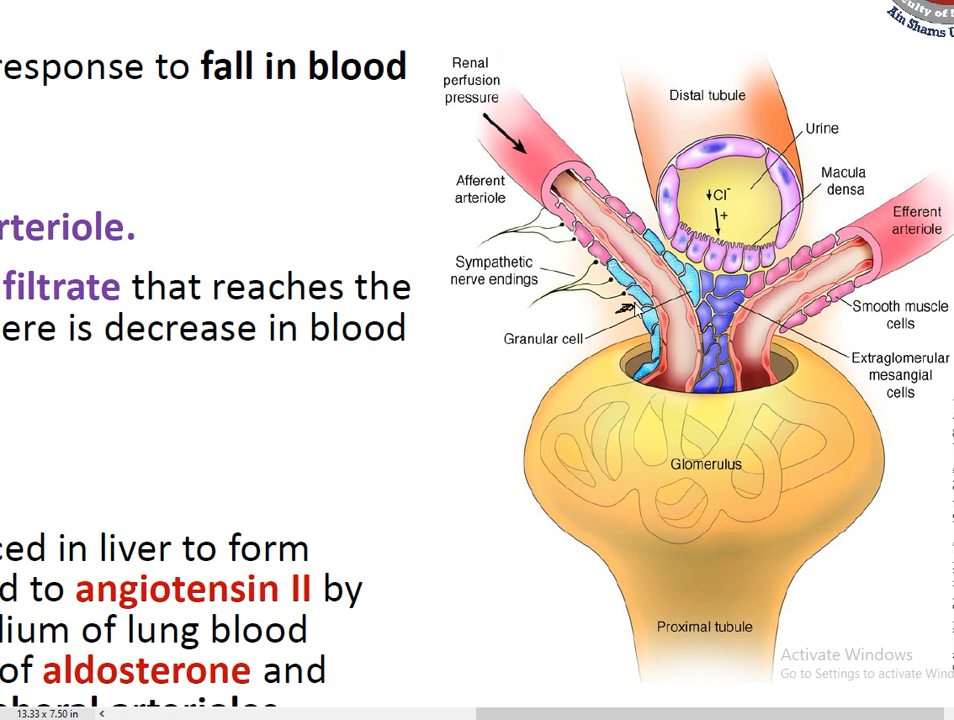 response to fall in blood
rteriole.
filtrate that reaches the
ere is decrease in blood
ced in liver to form
d to angiotensin II by
lium of lung blood
of aldosterone and
Renal
perfusion
pressure
Distal tubule
Urine
Macula
densa
↓Cl⁻
+
Afferent
arteriole
Efferent
arteriole
Sympathetic
nerve endings
Smooth muscle
cells
Granular cell
Extraglomerular
mesangial
cells
Glomerulus
Proximal tubule
Ain Shams U
Activate Windows
Go to Settings to activate Wind
13.33 x 7.50 in